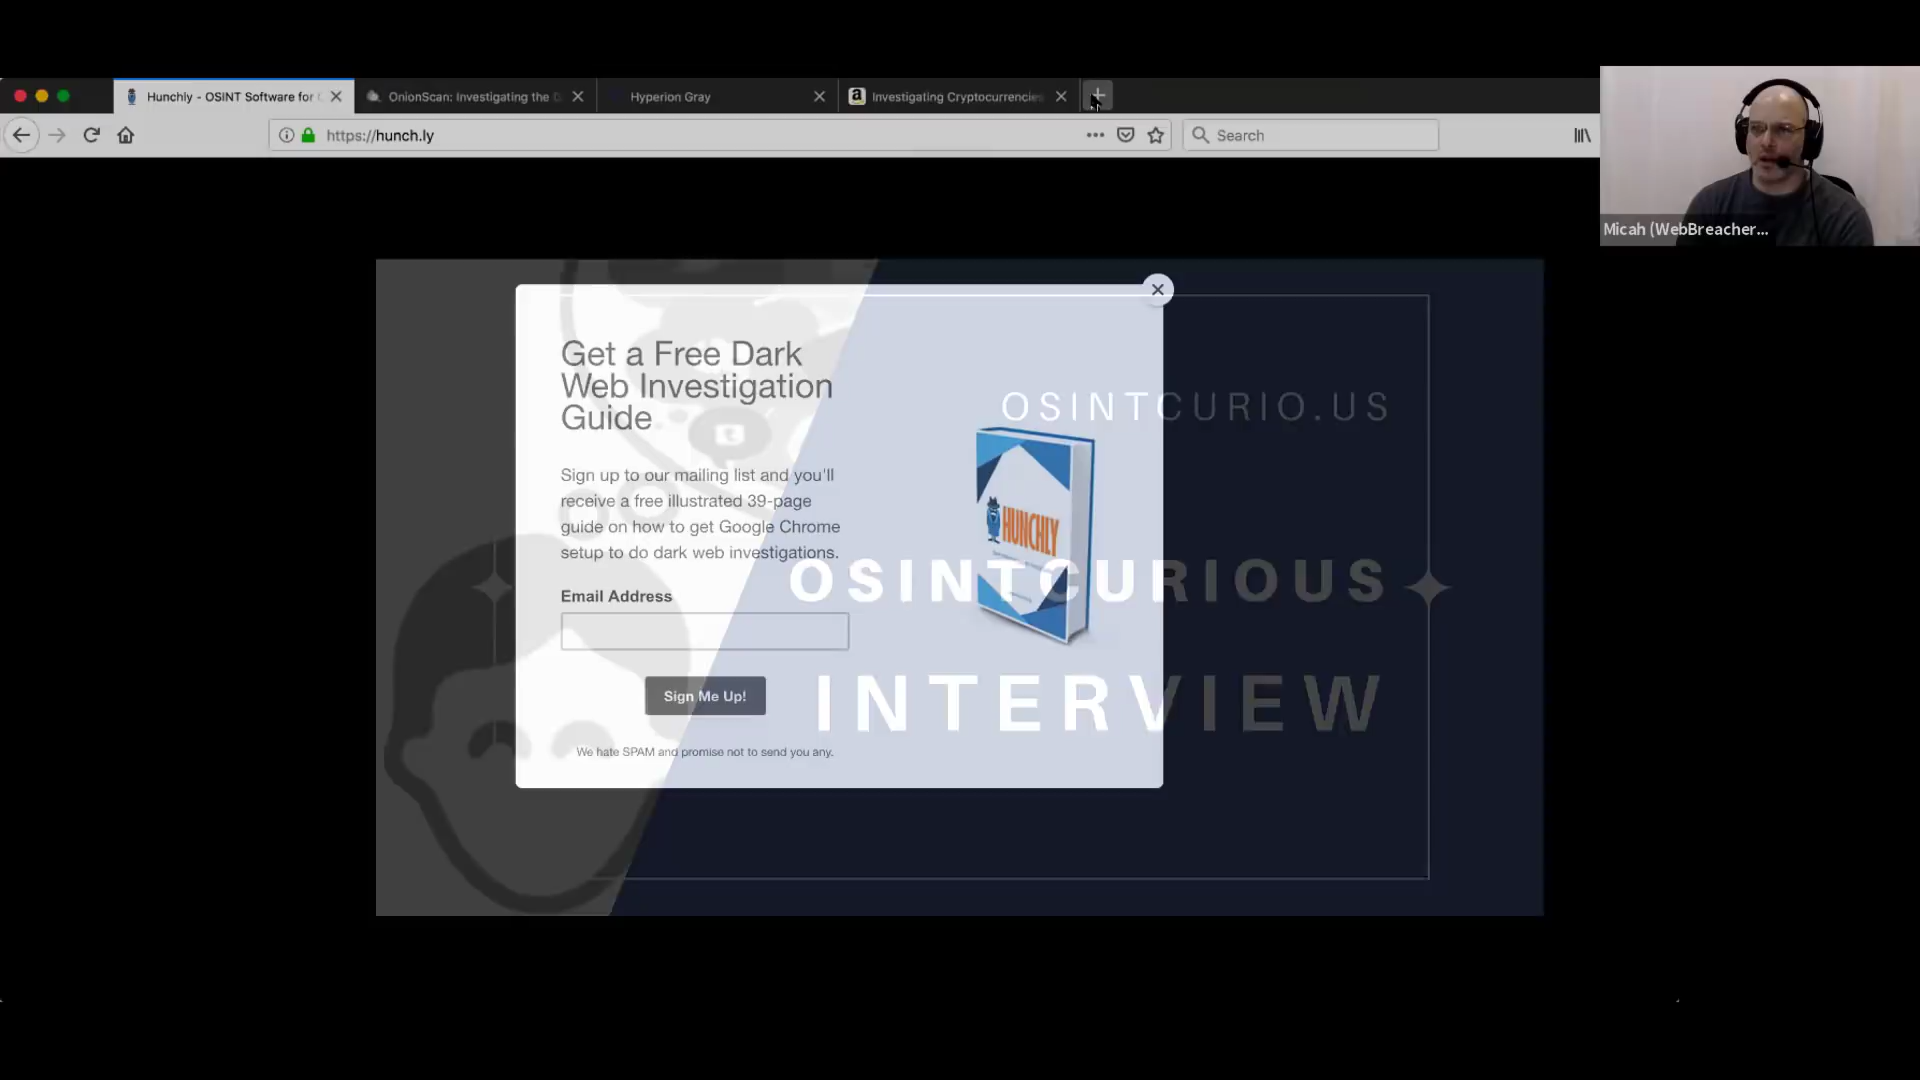 Hunchly - OSINT Software for
OnionScan: Investigating the
Hyperion Gray
Investigating Cryptocurrencies
https://hunch.ly
Search
Micah (WebBreacher...
Get a Free Dark
Web Investigation
Guide
OSINTCURIO.US
Sign up to our mailing list and you'll
receive a free illustrated 39-page
guide on how to get Google Chrome
setup to do dark web investigations.
HUNCHLY
OSINTCURIOUS
Email Address
Sign Me Up!
INTERVIEW
We hate SPAM and promise not to send you any.